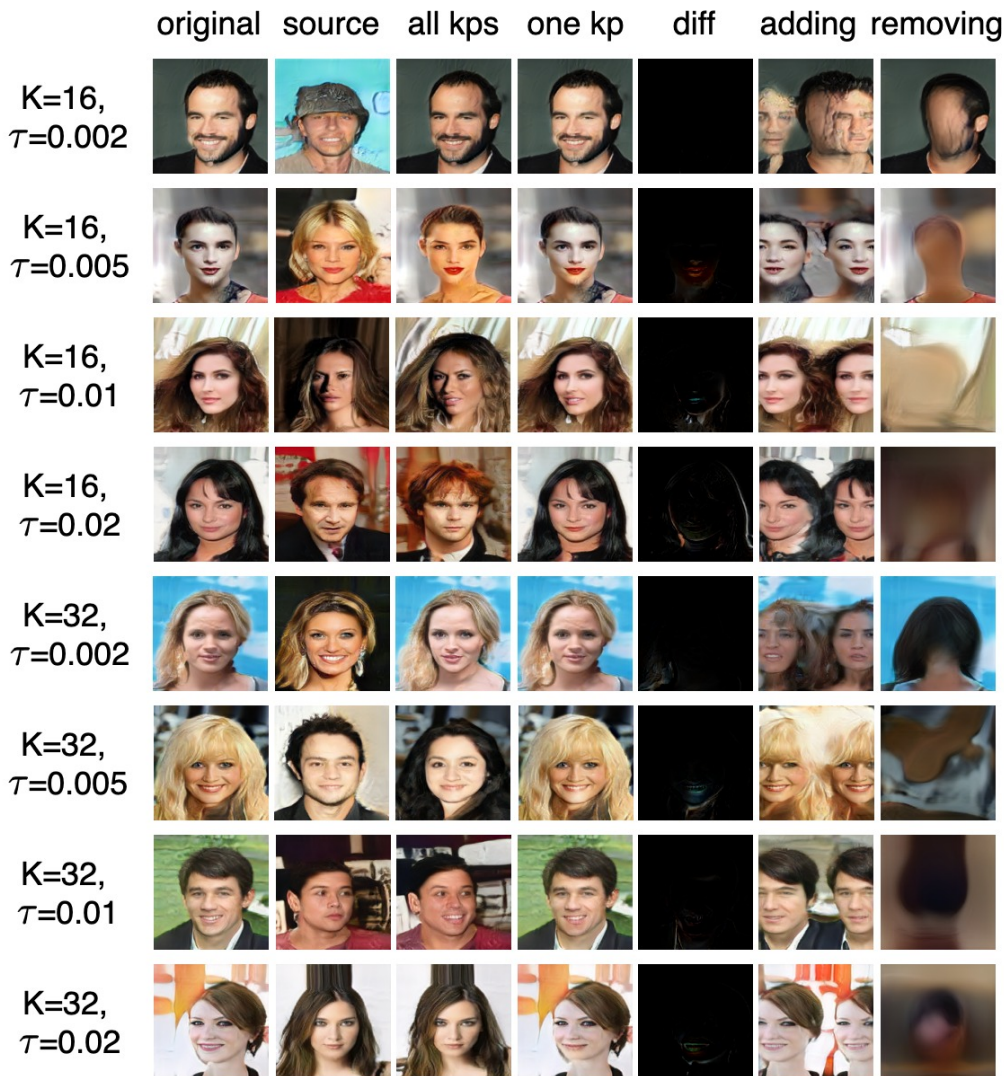 original source all kps one kp diff adding removing
K=16,
τ=0.002
K=16,
τ=0.005
K=16,
τ=0.01
K=16,
τ=0.02
K=32,
τ=0.002
K=32,
τ=0.005
K=32,
τ=0.01
K=32,
τ=0.02